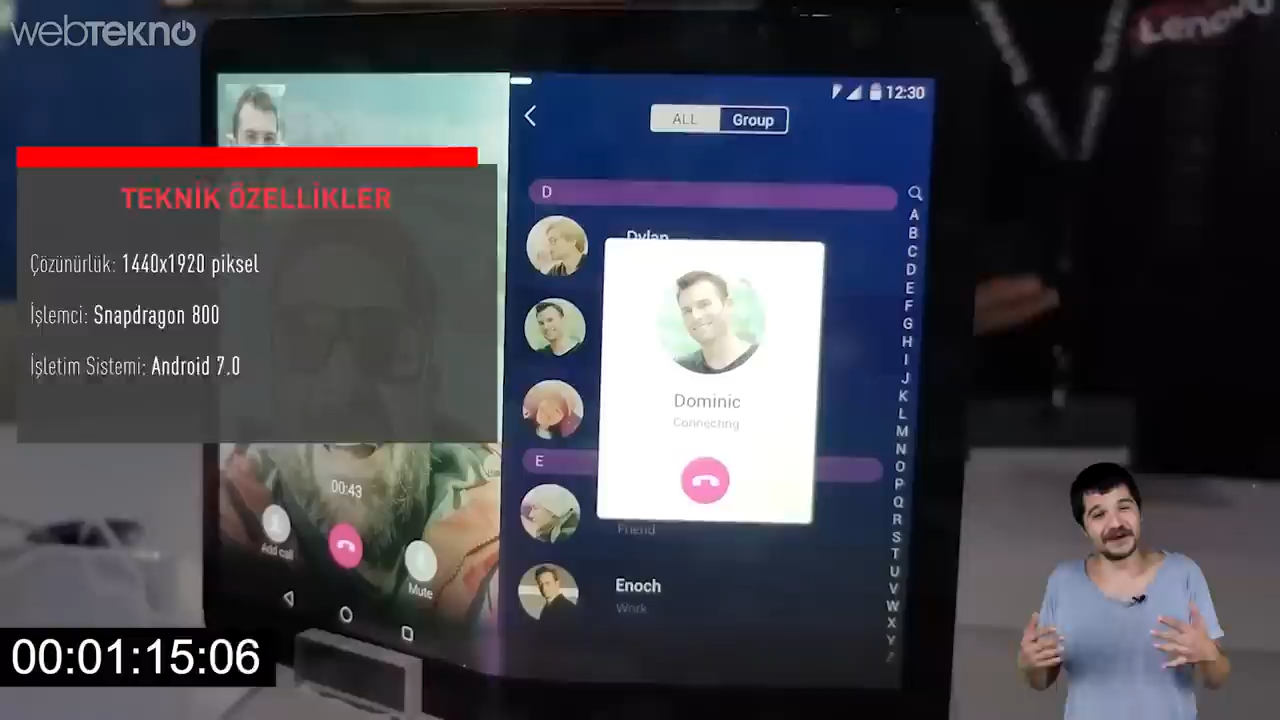 webTEKNO
Lenovo
12:30
ALL
Group
TEKNİK ÖZELLİKLER
Çözünürlük: 1440x1920 piksel
İşlemci: Snapdragon 800
İşletim Sistemi: Android 7.0
D
Dylan
Dominic
Connecting
E
Friend
Enoch
Work
A
B
C
D
E
F
G
H
I
J
K
L
M
N
O
P
Q
R
S
T
U
V
W
X
Y
Z
00:43
Add call
Mute
00:01:15:06